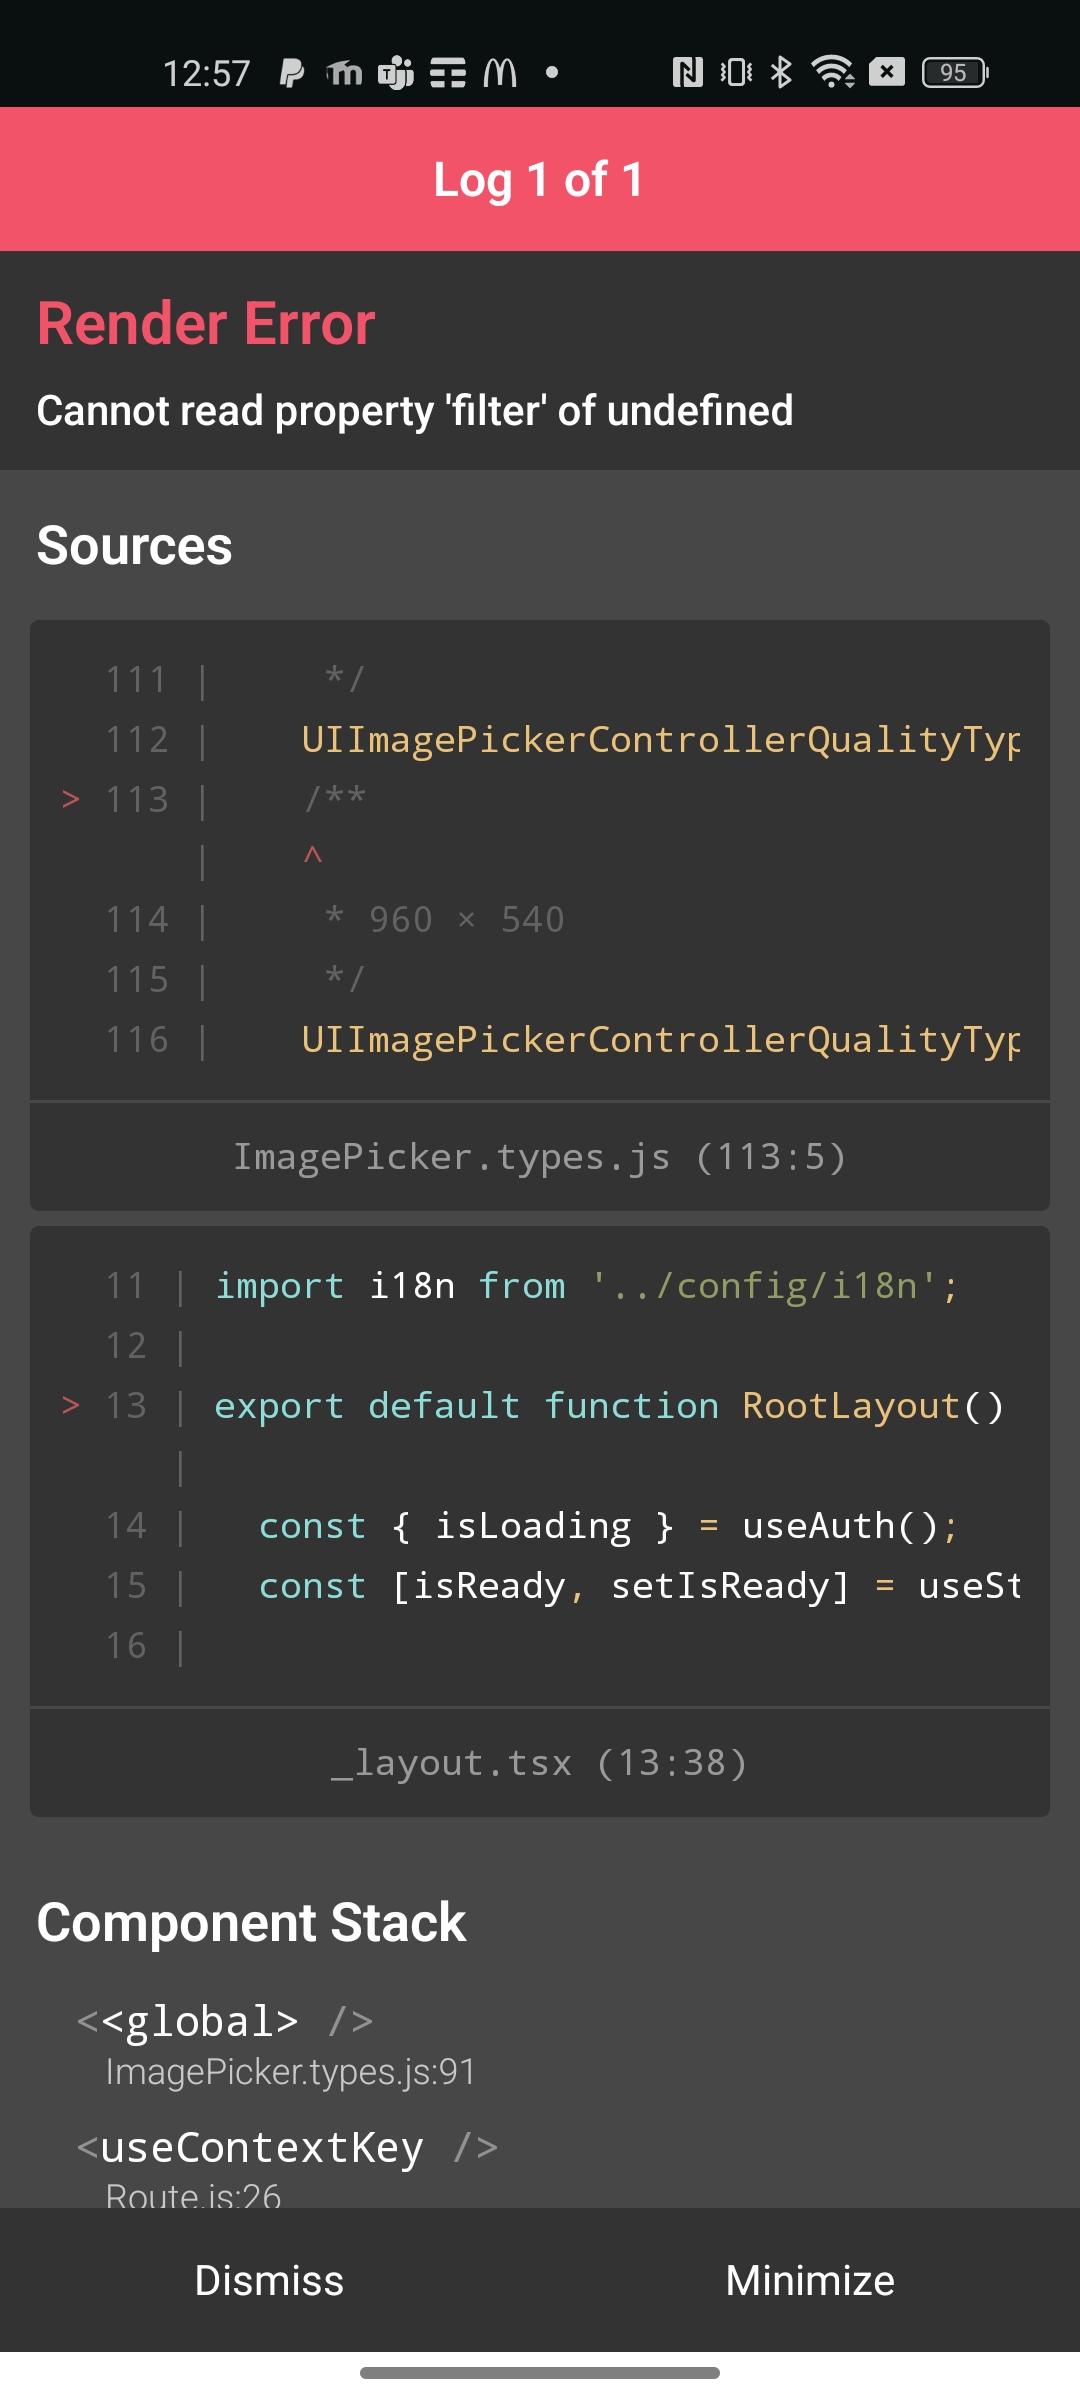 12:57 95
Log 1 of 1
Render Error
Cannot read property 'filter' of undefined
Sources
111 |     */
112 |    UIImagePickerControllerQualityTyp
> 113 |    /**
|    ^
114 |     * 960 × 540
115 |     */
116 |    UIImagePickerControllerQualityTyp
ImagePicker.types.js (113:5)
11 | import i18n from '../config/i18n';
12 |
> 13 | export default function RootLayout()
|
14 |   const { isLoading } = useAuth();
15 |   const [isReady, setIsReady] = useSt
16 |
_layout.tsx (13:38)
Component Stack
<<global> />
ImagePicker.types.js:91
<useContextKey />
Route.js:26
Dismiss Minimize